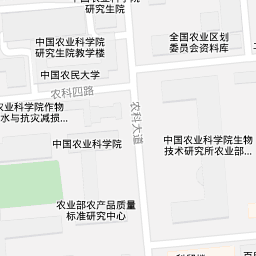 农业科学院
研究生院
中国农业科学院
研究生院教学楼
全国农业区划
委员会资料库
中国农民大学
农科四路
农业科学院作物
水与抗灾减损...
农科大道
中国农业科学院
中国农业科学院生物
技术研究所农业部...
农业部农产品质量
标准研究中心